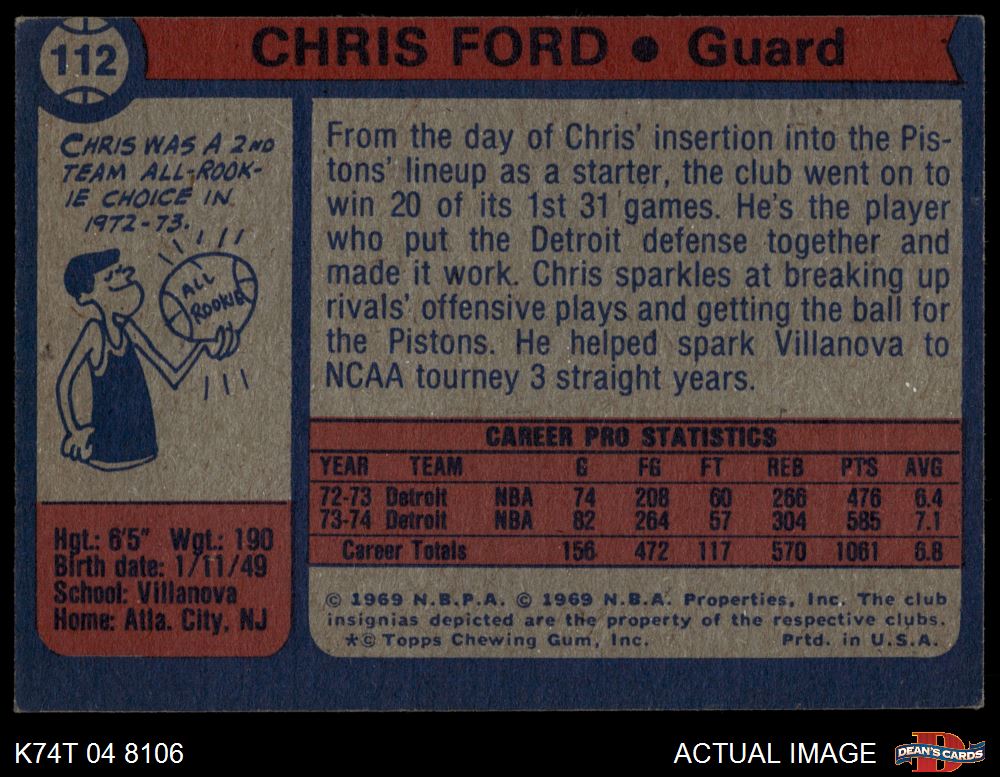 112
CHRIS FORD ● Guard
CHRIS WAS A 2ND
TEAM ALL-ROOK-
IE CHOICE IN
1972-73.
ALL
ROOKIE
Hgt.: 6'5" Wgt.: 190
Birth date: 1/11/49
School: Villanova
Home: Atla. City, NJ
From the day of Chris' insertion into the Pis-
tons' lineup as a starter, the club went on to
win 20 of its 1st 31 games. He's the player
who put the Detroit defense together and
made it work. Chris sparkles at breaking up
rivals' offensive plays and getting the ball for
the Pistons. He helped spark Villanova to
NCAA tourney 3 straight years.
CAREER PRO STATISTICS
YEAR TEAM G FG FT REB PTS AVG
72-73 Detroit NBA 74 208 60 266 476 6.4
73-74 Detroit NBA 82 264 57 304 585 7.1
Career Totals 156 472 117 570 1061 6.8
© 1969 N.B.P.A. © 1969 N.B.A. Properties, Inc. The club
insignias depicted are the property of the respective clubs.
*© Topps Chewing Gum, Inc. Prtd. in U.S.A.
K74T 04 8106
ACTUAL IMAGE
D
DEAN'S CARDS